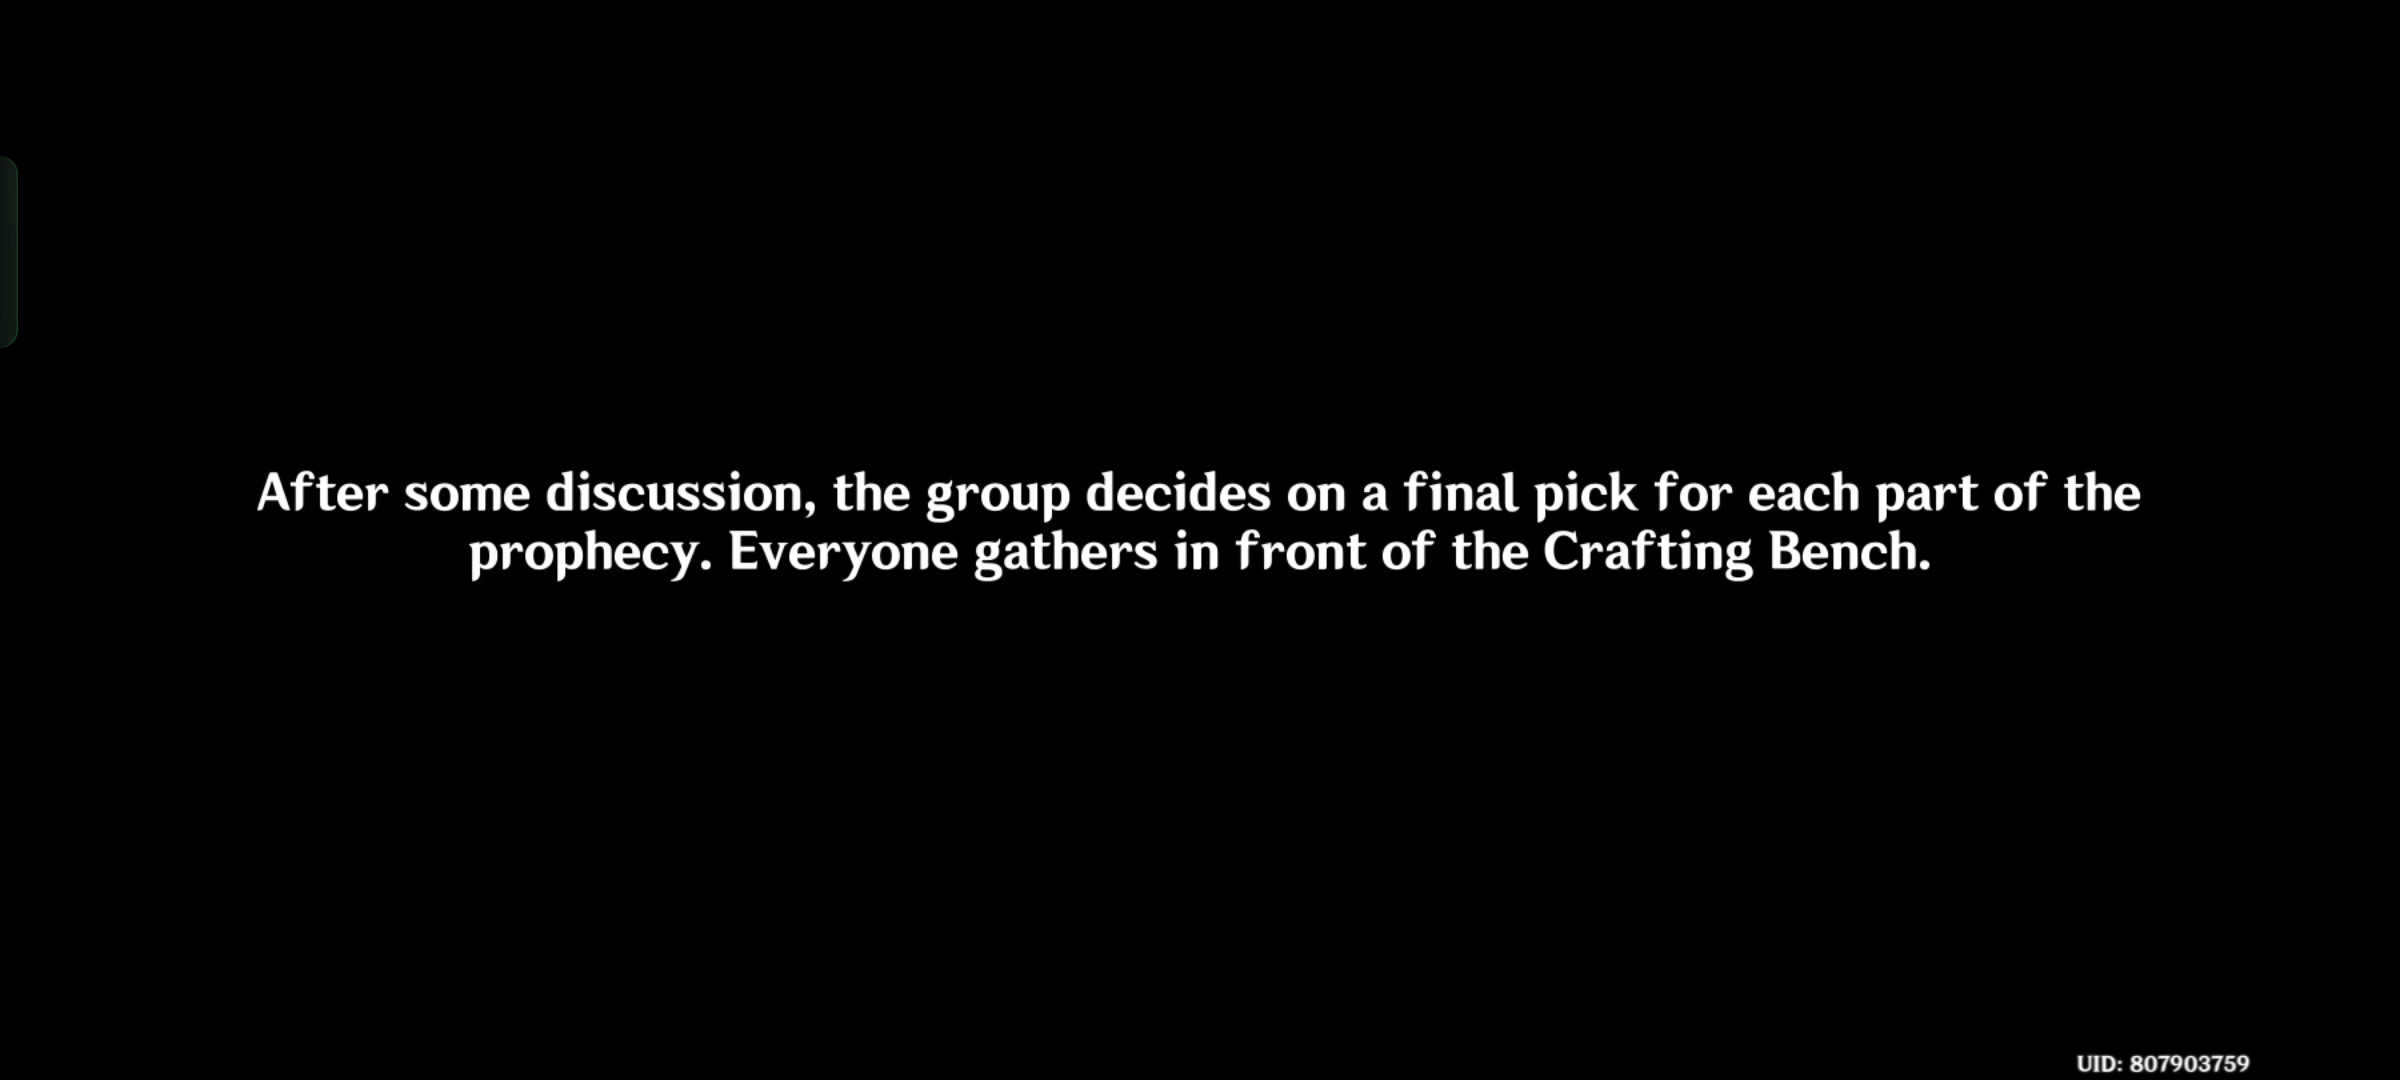 After some discussion, the group decides on a final pick for each part of the
prophecy. Everyone gathers in front of the Crafting Bench.
UID: 807903759